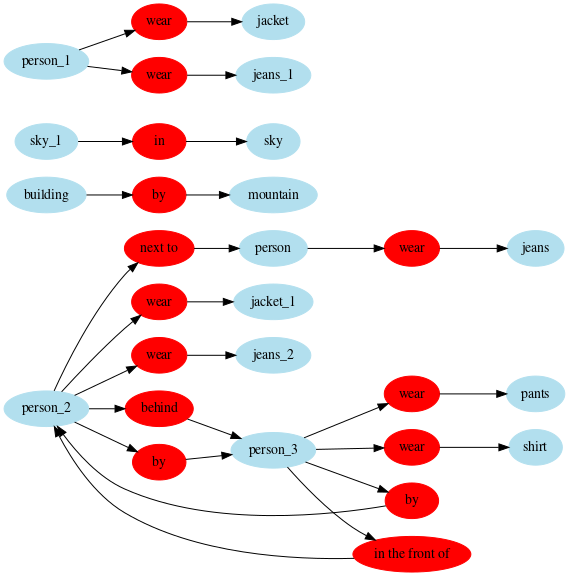 wear
jacket
person_1
wear
jeans_1
sky_1
in
sky
building
by
mountain
next to
person
wear
jeans
wear
jacket_1
wear
jeans_2
person_2
behind
wear
pants
person_3
wear
shirt
by
by
in the front of